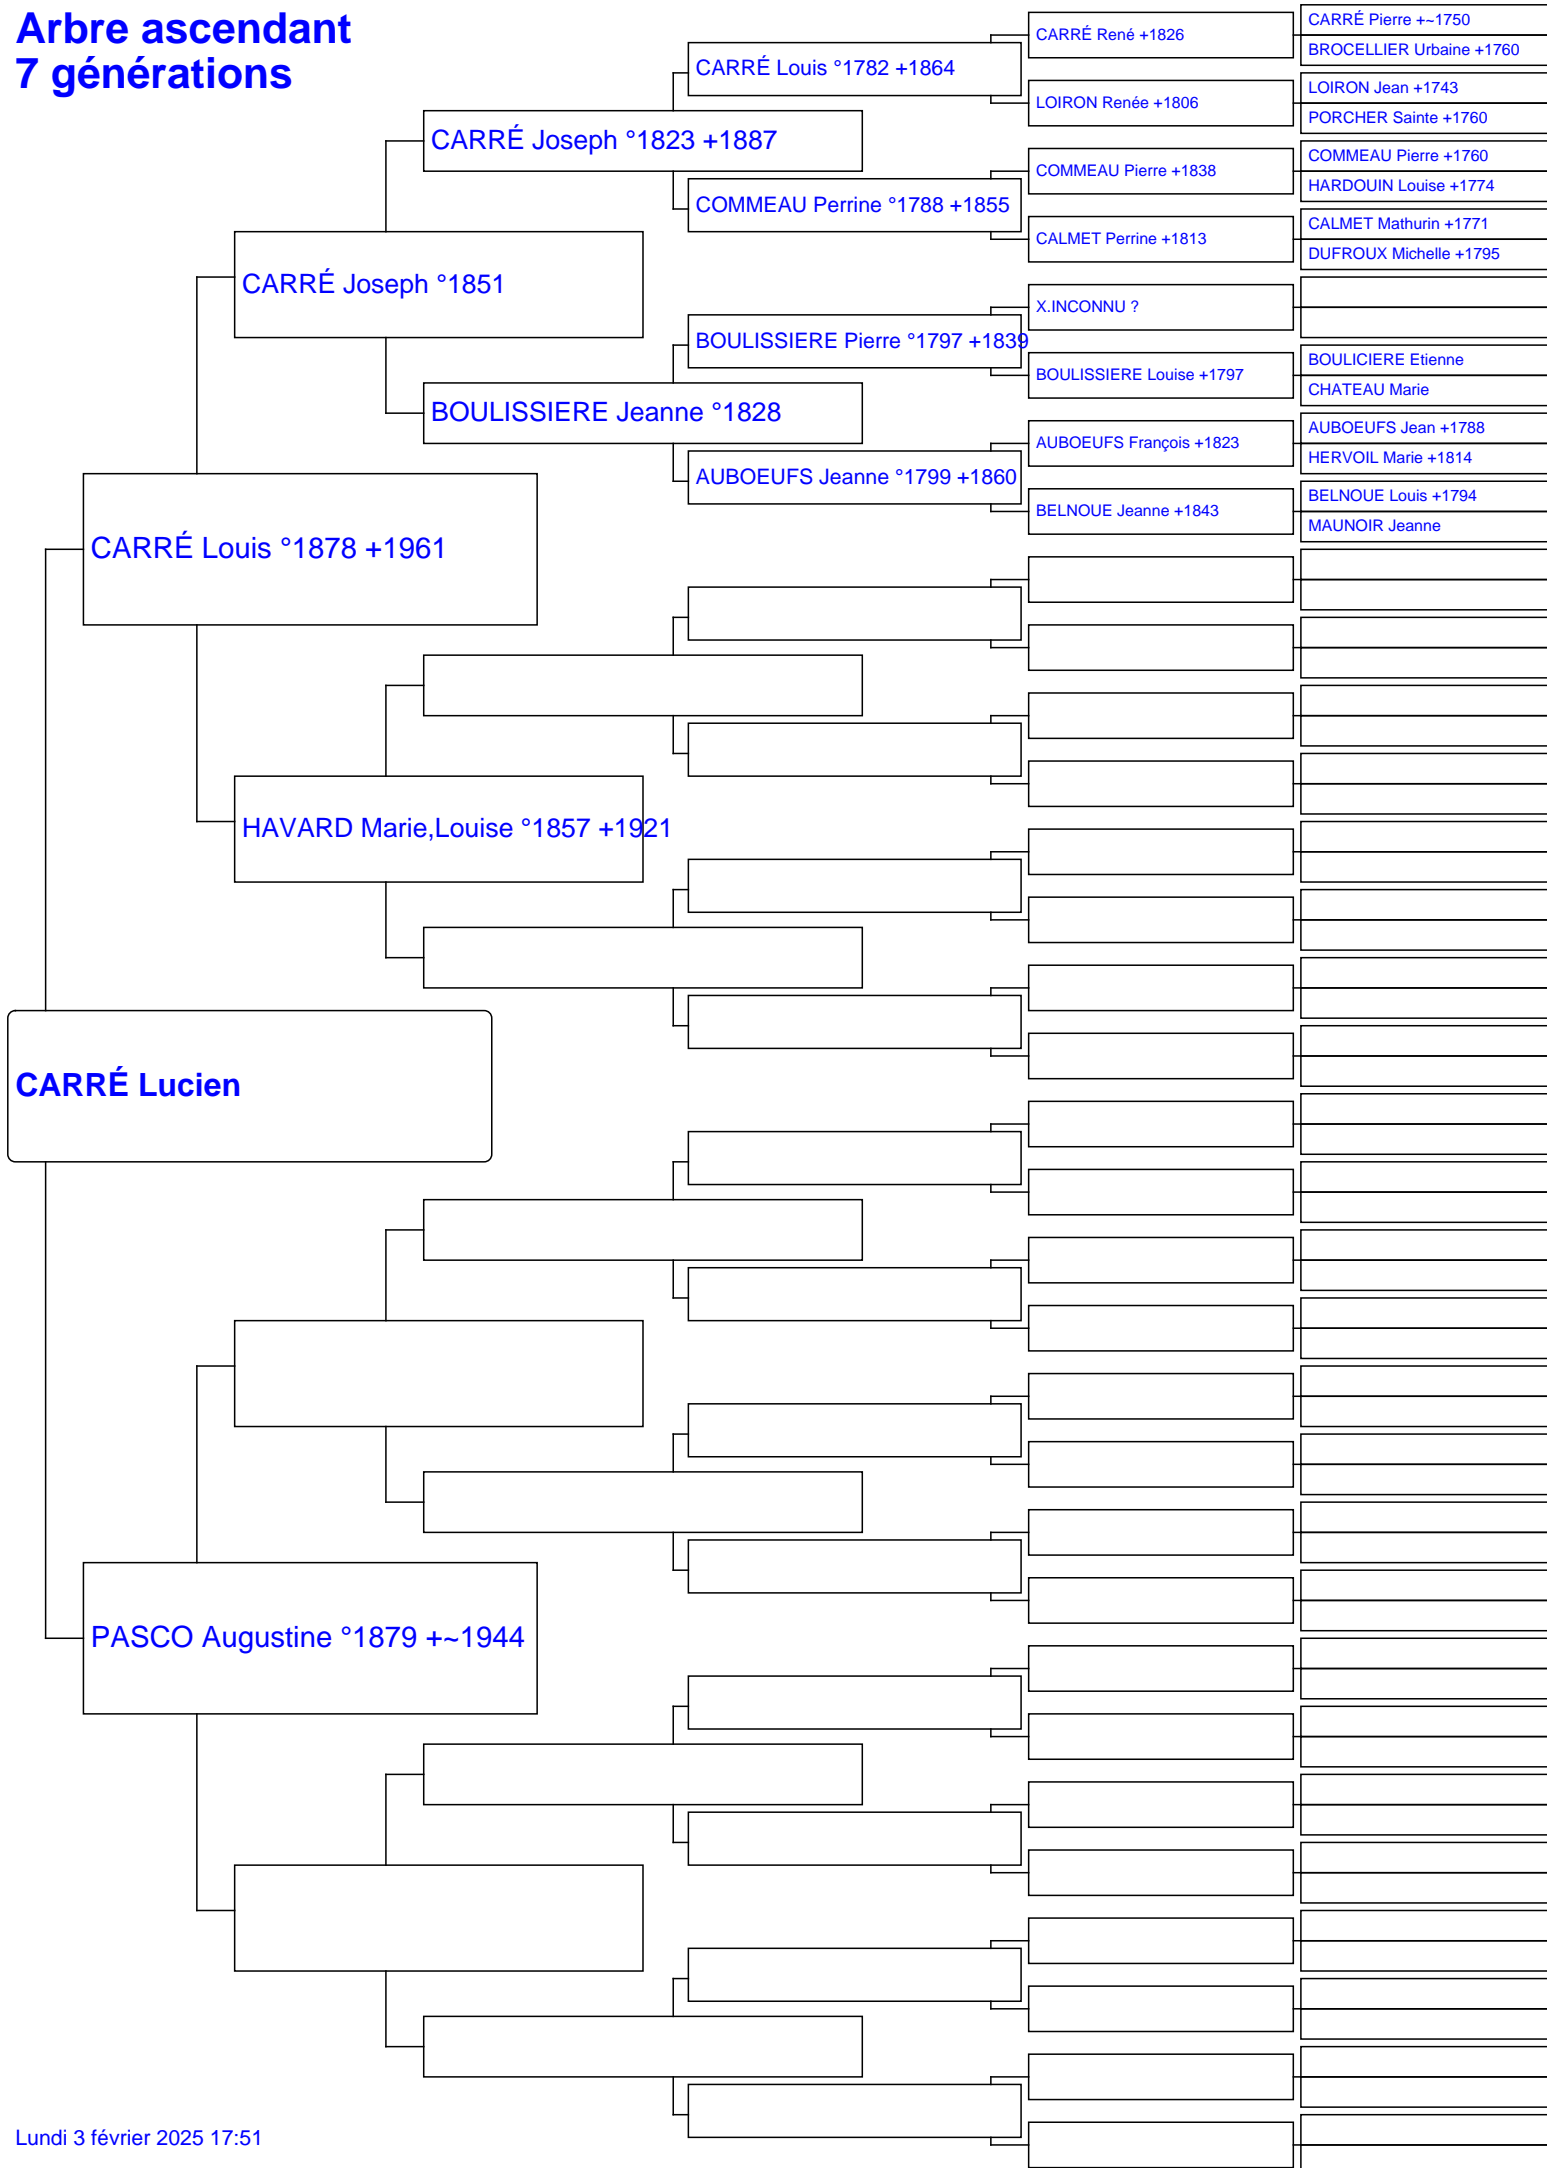 Arbre ascendant
7 générations
CARRÉ Pierre +~1750
CARRÉ René +1826
BROCELLIER Urbaine +1760
CARRÉ Louis °1782 +1864
LOIRON Jean +1743
LOIRON Renée +1806
PORCHER Sainte +1760
CARRÉ Joseph °1823 +1887
COMMEAU Pierre +1760
COMMEAU Pierre +1838
HARDOUIN Louise +1774
COMMEAU Perrine °1788 +1855
CALMET Mathurin +1771
CALMET Perrine +1813
DUFROUX Michelle +1795
CARRÉ Joseph °1851
X.INCONNU ?
BOULISSIERE Pierre °1797 +1839
BOULICIERE Etienne
BOULISSIERE Louise +1797
CHATEAU Marie
BOULISSIERE Jeanne °1828
AUBOEUFS Jean +1788
AUBOEUFS François +1823
HERVOIL Marie +1814
AUBOEUFS Jeanne °1799 +1860
BELNOUE Louis +1794
BELNOUE Jeanne +1843
MAUNOIR Jeanne
CARRÉ Louis °1878 +1961
HAVARD Marie,Louise °1857 +1921
CARRÉ Lucien
PASCO Augustine °1879 +~1944
Lundi 3 février 2025 17:51